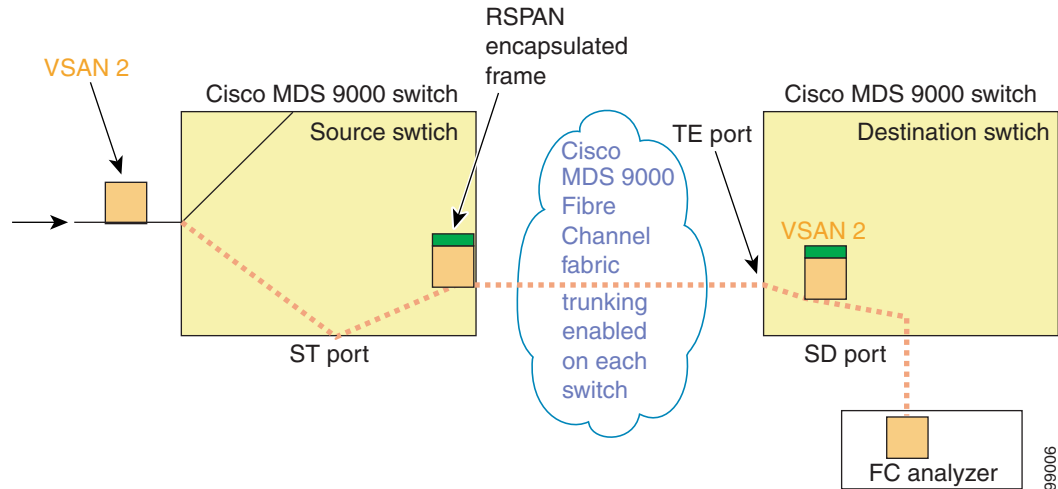 RSPAN
encapsulated
frame
VSAN 2
Cisco MDS 9000 switch
Source swtich
ST port
Cisco
MDS 9000
Fibre
Channel
fabric
trunking
enabled
on each
switch
TE port
Cisco MDS 9000 switch
Destination swtich
VSAN 2
SD port
FC analyzer
99006